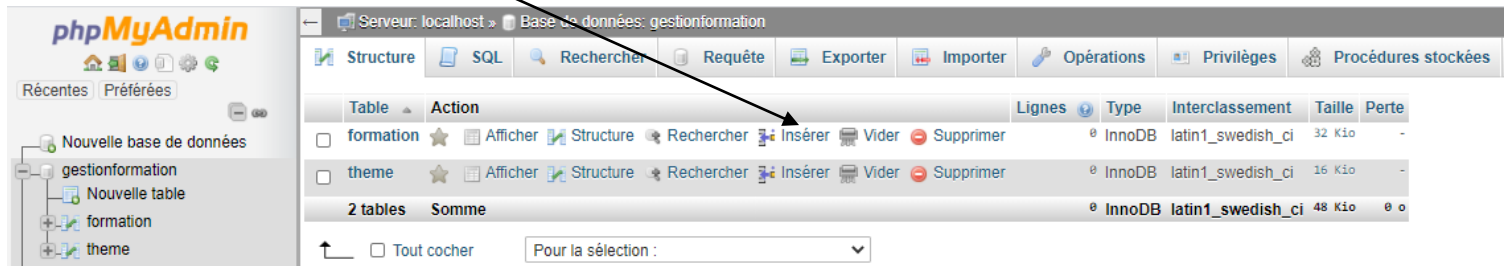 phpMyAdmin
Récentes Préférées
Nouvelle base de données
gestionformation
Nouvelle table
formation
theme
Serveur: localhost » Base de données: gestionformation
Structure SQL Rechercher Requête Exporter Importer Opérations Privilèges Procédures stockées
Table Action Lignes Type Interclassement Taille Perte
formation Afficher Structure Rechercher Insérer Vider Supprimer 0 InnoDB latin1_swedish_ci 32 Kio -
theme Afficher Structure Rechercher Insérer Vider Supprimer 0 InnoDB latin1_swedish_ci 16 Kio -
2 tables Somme 0 InnoDB latin1_swedish_ci 48 Kio 0 o
Tout cocher Pour la sélection :